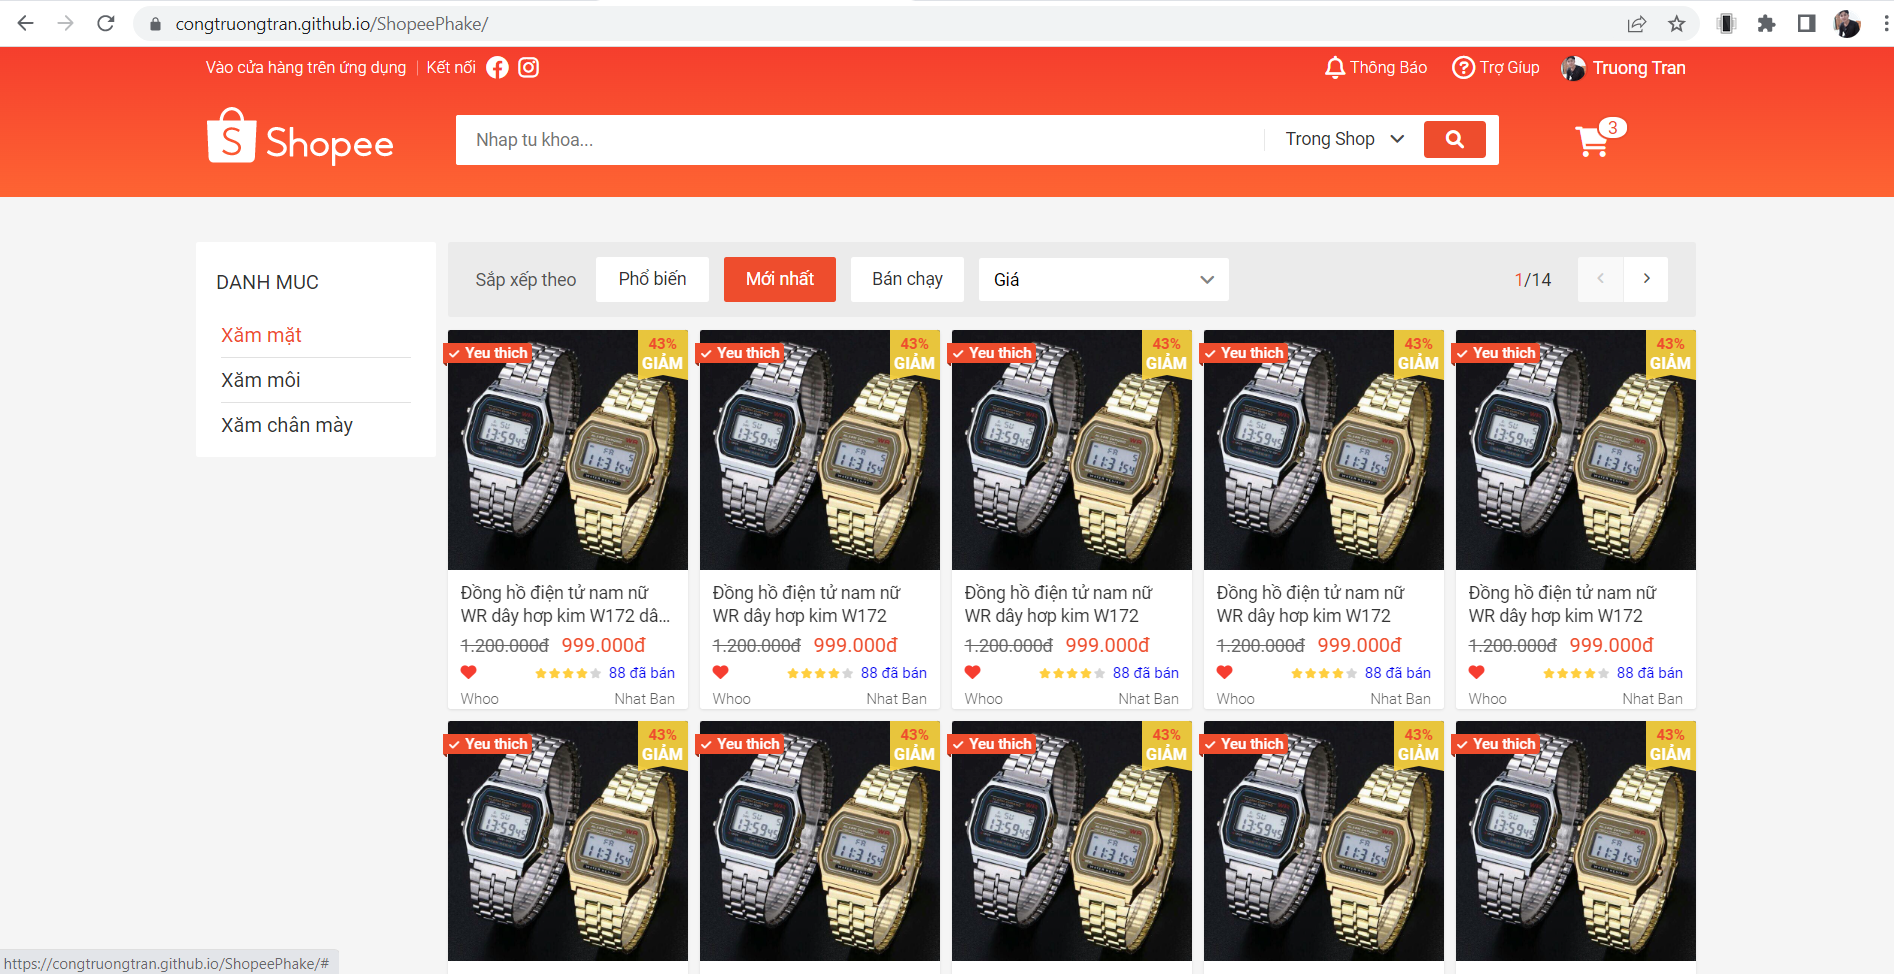 congtruongtran.github.io/ShopeePhake/
Vào cửa hàng trên ứng dụng Kết nối
Thông Báo Trợ Giúp Truong Tran
Shopee
Nhap tu khoa... Trong Shop
3
DANH MUC
Xăm mặt
Xăm môi
Xăm chân mày
Sắp xếp theo Phổ biến Mới nhất Bán chạy Giá 1/14
Yeu thich 43% GIẢM
Yeu thich 43% GIẢM
Yeu thich 43% GIẢM
Yeu thich 43% GIẢM
Yeu thich 43% GIẢM
Đồng hồ điện tử nam nữ
WR dây hơp kim W172 dâ...
1.200.000đ 999.000đ
88 đã bán
Whoo Nhat Ban
Đồng hồ điện tử nam nữ
WR dây hơp kim W172
1.200.000đ 999.000đ
88 đã bán
Whoo Nhat Ban
Đồng hồ điện tử nam nữ
WR dây hơp kim W172
1.200.000đ 999.000đ
88 đã bán
Whoo Nhat Ban
Đồng hồ điện tử nam nữ
WR dây hơp kim W172
1.200.000đ 999.000đ
88 đã bán
Whoo Nhat Ban
Đồng hồ điện tử nam nữ
WR dây hơp kim W172
1.200.000đ 999.000đ
88 đã bán
Whoo Nhat Ban
Yeu thich 43% GIẢM
Yeu thich 43% GIẢM
Yeu thich 43% GIẢM
Yeu thich 43% GIẢM
Yeu thich 43% GIẢM
https://congtruongtran.github.io/ShopeePhake/#